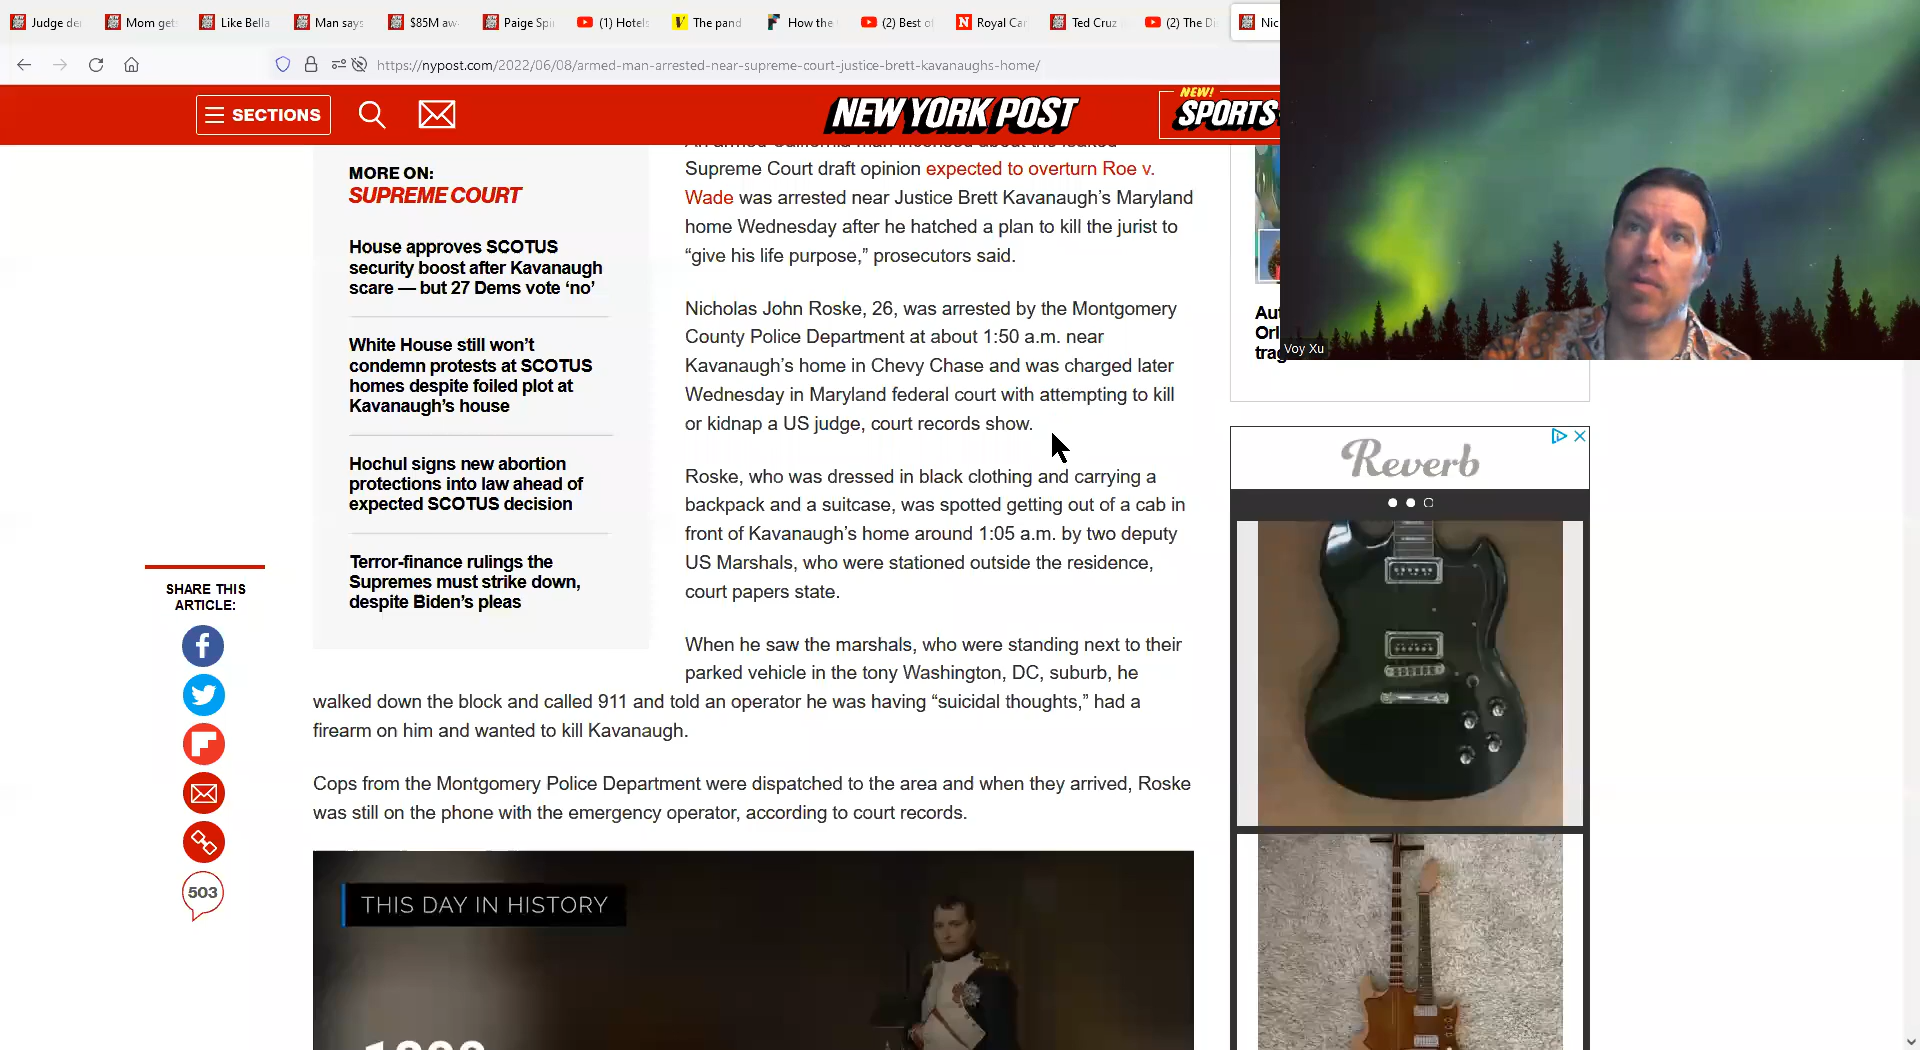 Judge de
Mom get
Like Bella
Man says
$85M aw
Paige Spi
(1) Hotel
The pand
How the
(2) Best of
Royal Ca
Ted Cruz
(2) The D
Nic
https://nypost.com/2022/06/08/armed-man-arrested-near-supreme-court-justice-brett-kavanaughs-home/
SECTIONS
NEW YORK POST
NEW!
SPORTS
MORE ON:
SUPREME COURT
House approves SCOTUS
security boost after Kavanaugh
scare — but 27 Dems vote ‘no’
White House still won’t
condemn protests at SCOTUS
homes despite foiled plot at
Kavanaugh’s house
Hochul signs new abortion
protections into law ahead of
expected SCOTUS decision
Terror-finance rulings the
Supremes must strike down,
despite Biden’s pleas
SHARE THIS
ARTICLE:
503
An armed California man incensed about the leaked
Supreme Court draft opinion expected to overturn Roe v.
Wade was arrested near Justice Brett Kavanaugh’s Maryland
home Wednesday after he hatched a plan to kill the jurist to
“give his life purpose,” prosecutors said.
Nicholas John Roske, 26, was arrested by the Montgomery
County Police Department at about 1:50 a.m. near
Kavanaugh’s home in Chevy Chase and was charged later
Wednesday in Maryland federal court with attempting to kill
or kidnap a US judge, court records show.
Roske, who was dressed in black clothing and carrying a
backpack and a suitcase, was spotted getting out of a cab in
front of Kavanaugh’s home around 1:05 a.m. by two deputy
US Marshals, who were stationed outside the residence,
court papers state.
When he saw the marshals, who were standing next to their
parked vehicle in the tony Washington, DC, suburb, he
walked down the block and called 911 and told an operator he was having “suicidal thoughts,” had a
firearm on him and wanted to kill Kavanaugh.
Cops from the Montgomery Police Department were dispatched to the area and when they arrived, Roske
was still on the phone with the emergency operator, according to court records.
THIS DAY IN HISTORY
Voy Xu
Aut
Orl
trag
Reverb